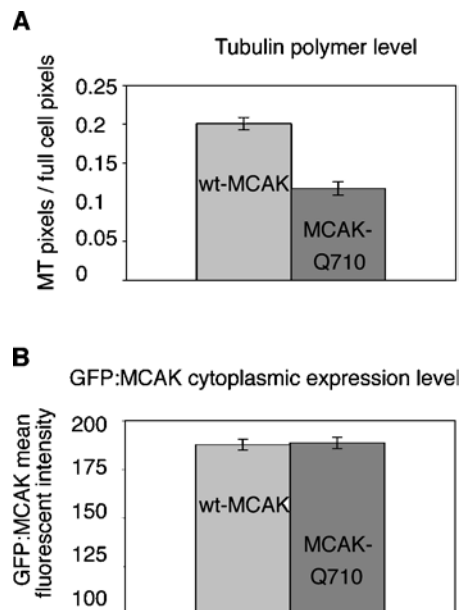 A
Tubulin polymer level
MT pixels / full cell pixels
0.25
0.2
0.15
0.1
0.05
0
wt-MCAK
MCAK-
Q710
B
GFP:MCAK cytoplasmic expression level
GFP:MCAK mean
fluorescent intensity
200
175
150
125
100
wt-MCAK
MCAK-
Q710